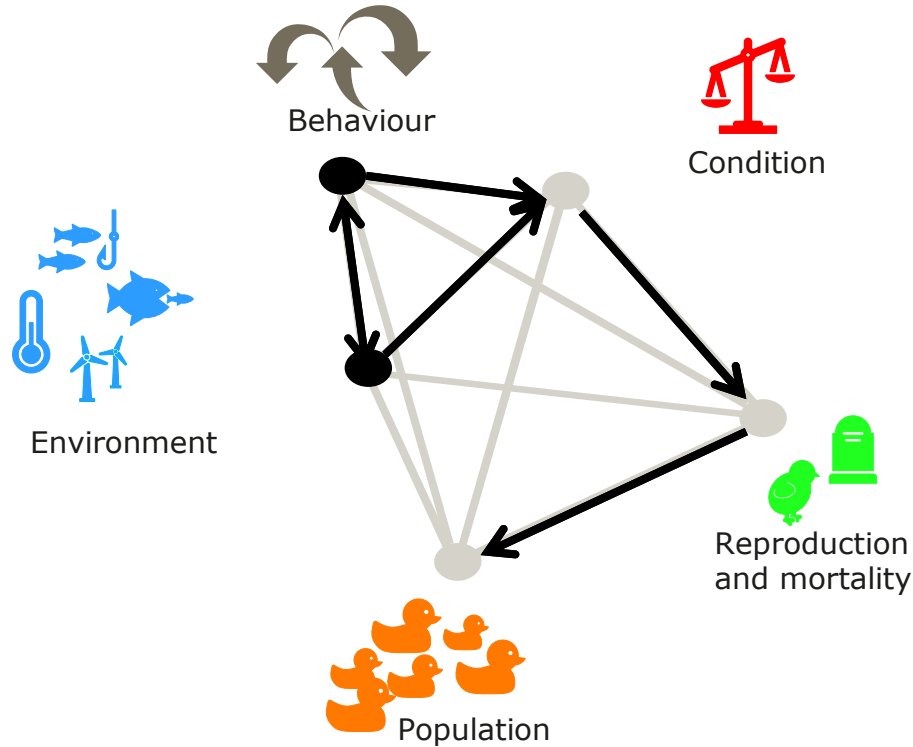 Behaviour
Condition
Environment
Reproduction
and mortality
Population